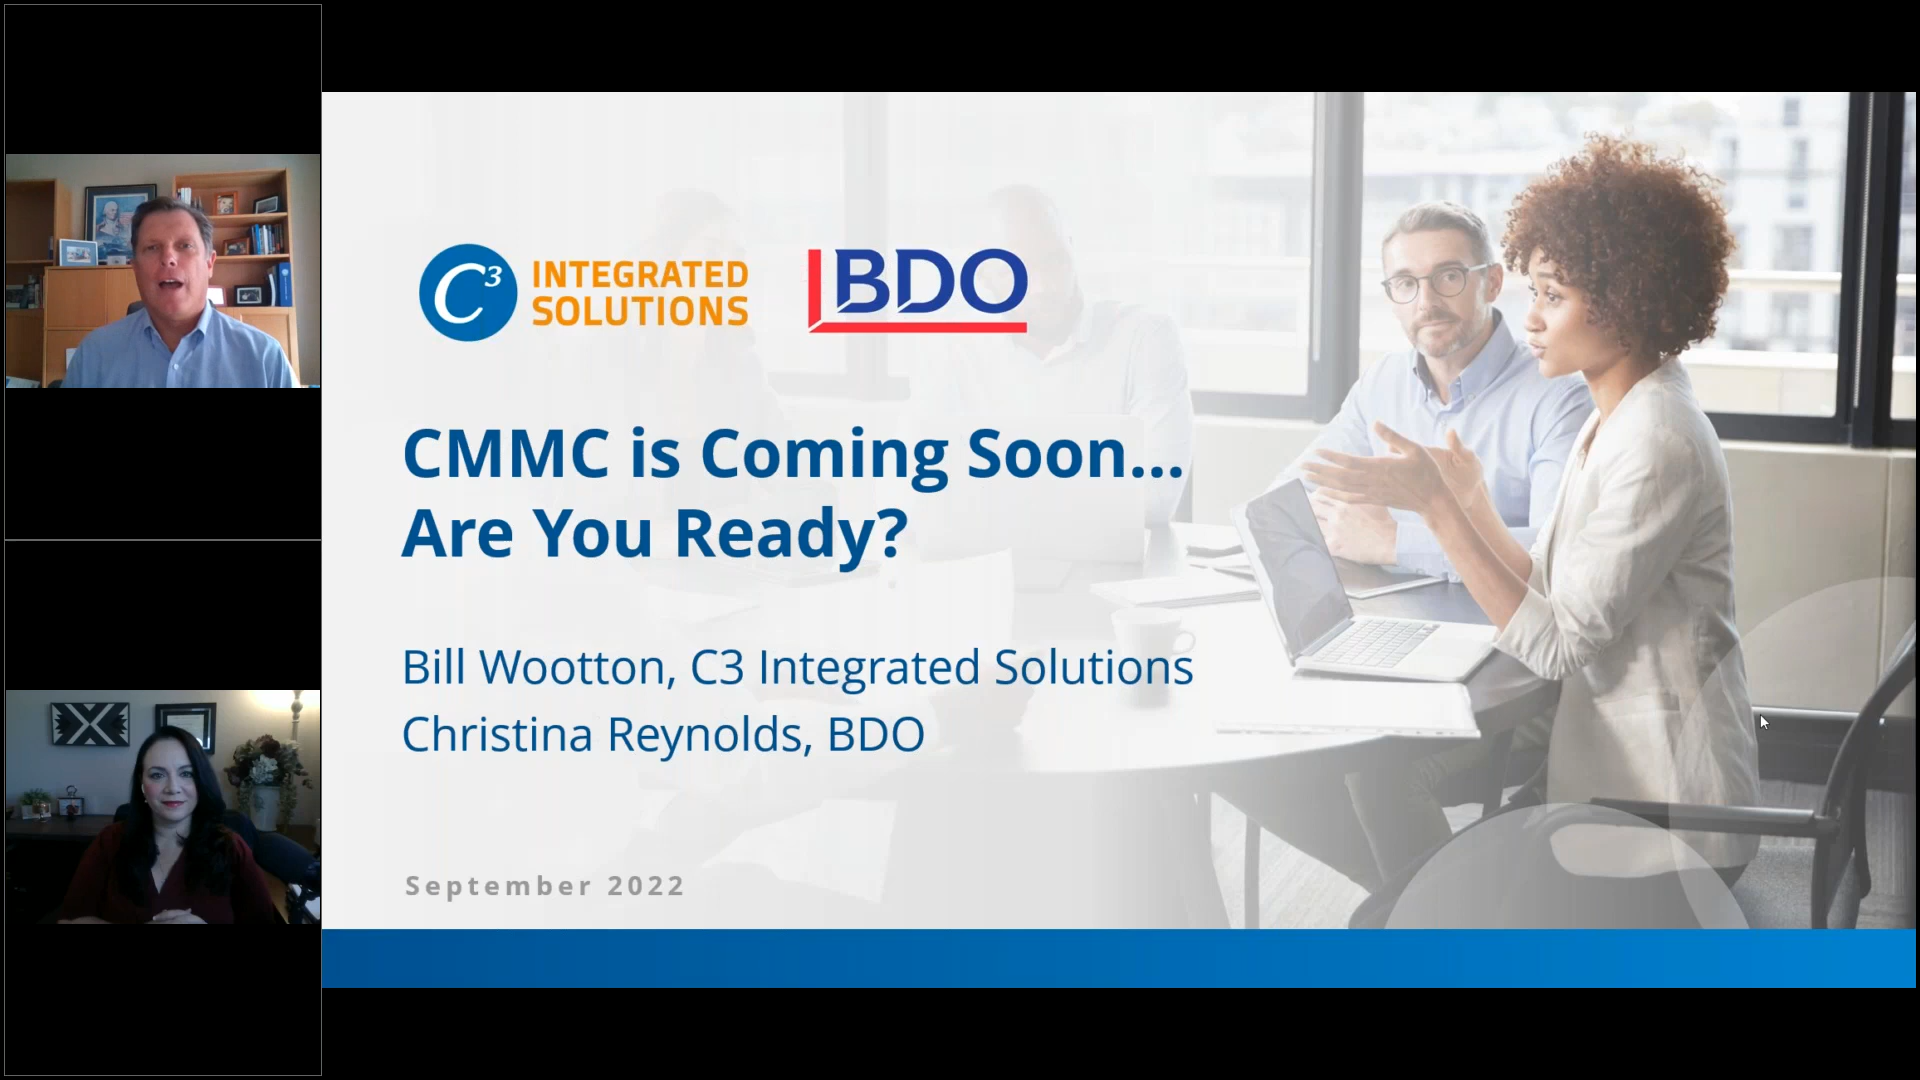 C3 INTEGRATED
SOLUTIONS
BDO
CMMC is Coming Soon...
Are You Ready?
Bill Wootton, C3 Integrated Solutions
Christina Reynolds, BDO
September 2022